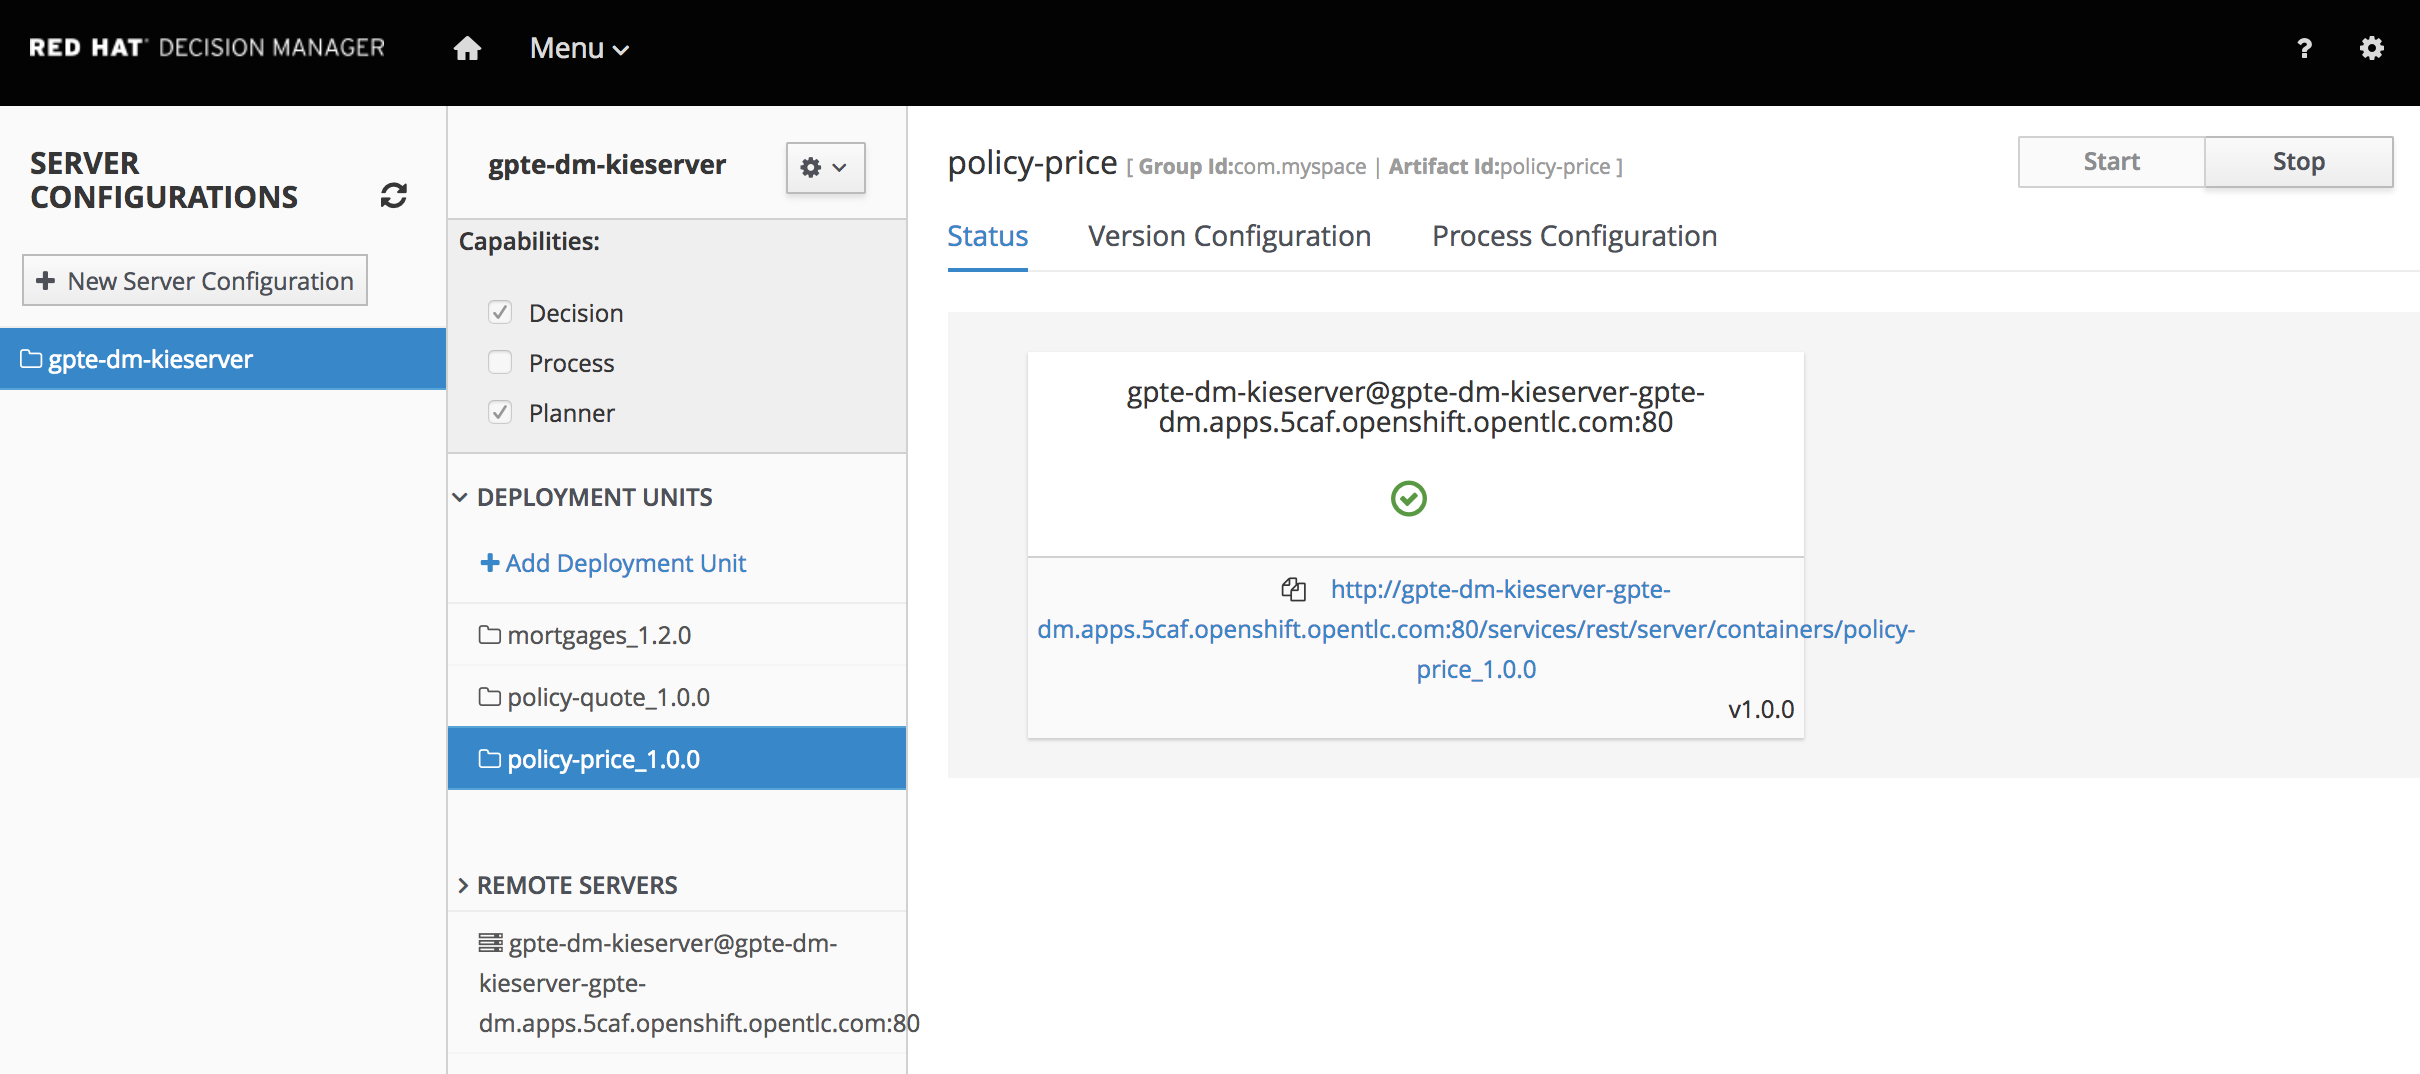 RED HAT® DECISION MANAGER
Menu
?
SERVER
CONFIGURATIONS
+ New Server Configuration
gpte-dm-kieserver
gpte-dm-kieserver
Capabilities:
Decision
Process
Planner
DEPLOYMENT UNITS
+ Add Deployment Unit
mortgages_1.2.0
policy-quote_1.0.0
policy-price_1.0.0
REMOTE SERVERS
gpte-dm-kieserver@gpte-dm-
kieserver-gpte-
dm.apps.5caf.openshift.opentlc.com:80
policy-price [ Group Id:com.myspace | Artifact Id:policy-price ]
Start
Stop
Status
Version Configuration
Process Configuration
gpte-dm-kieserver@gpte-dm-kieserver-gpte-
dm.apps.5caf.openshift.opentlc.com:80
http://gpte-dm-kieserver-gpte-
dm.apps.5caf.openshift.opentlc.com:80/services/rest/server/containers/policy-
price_1.0.0
v1.0.0